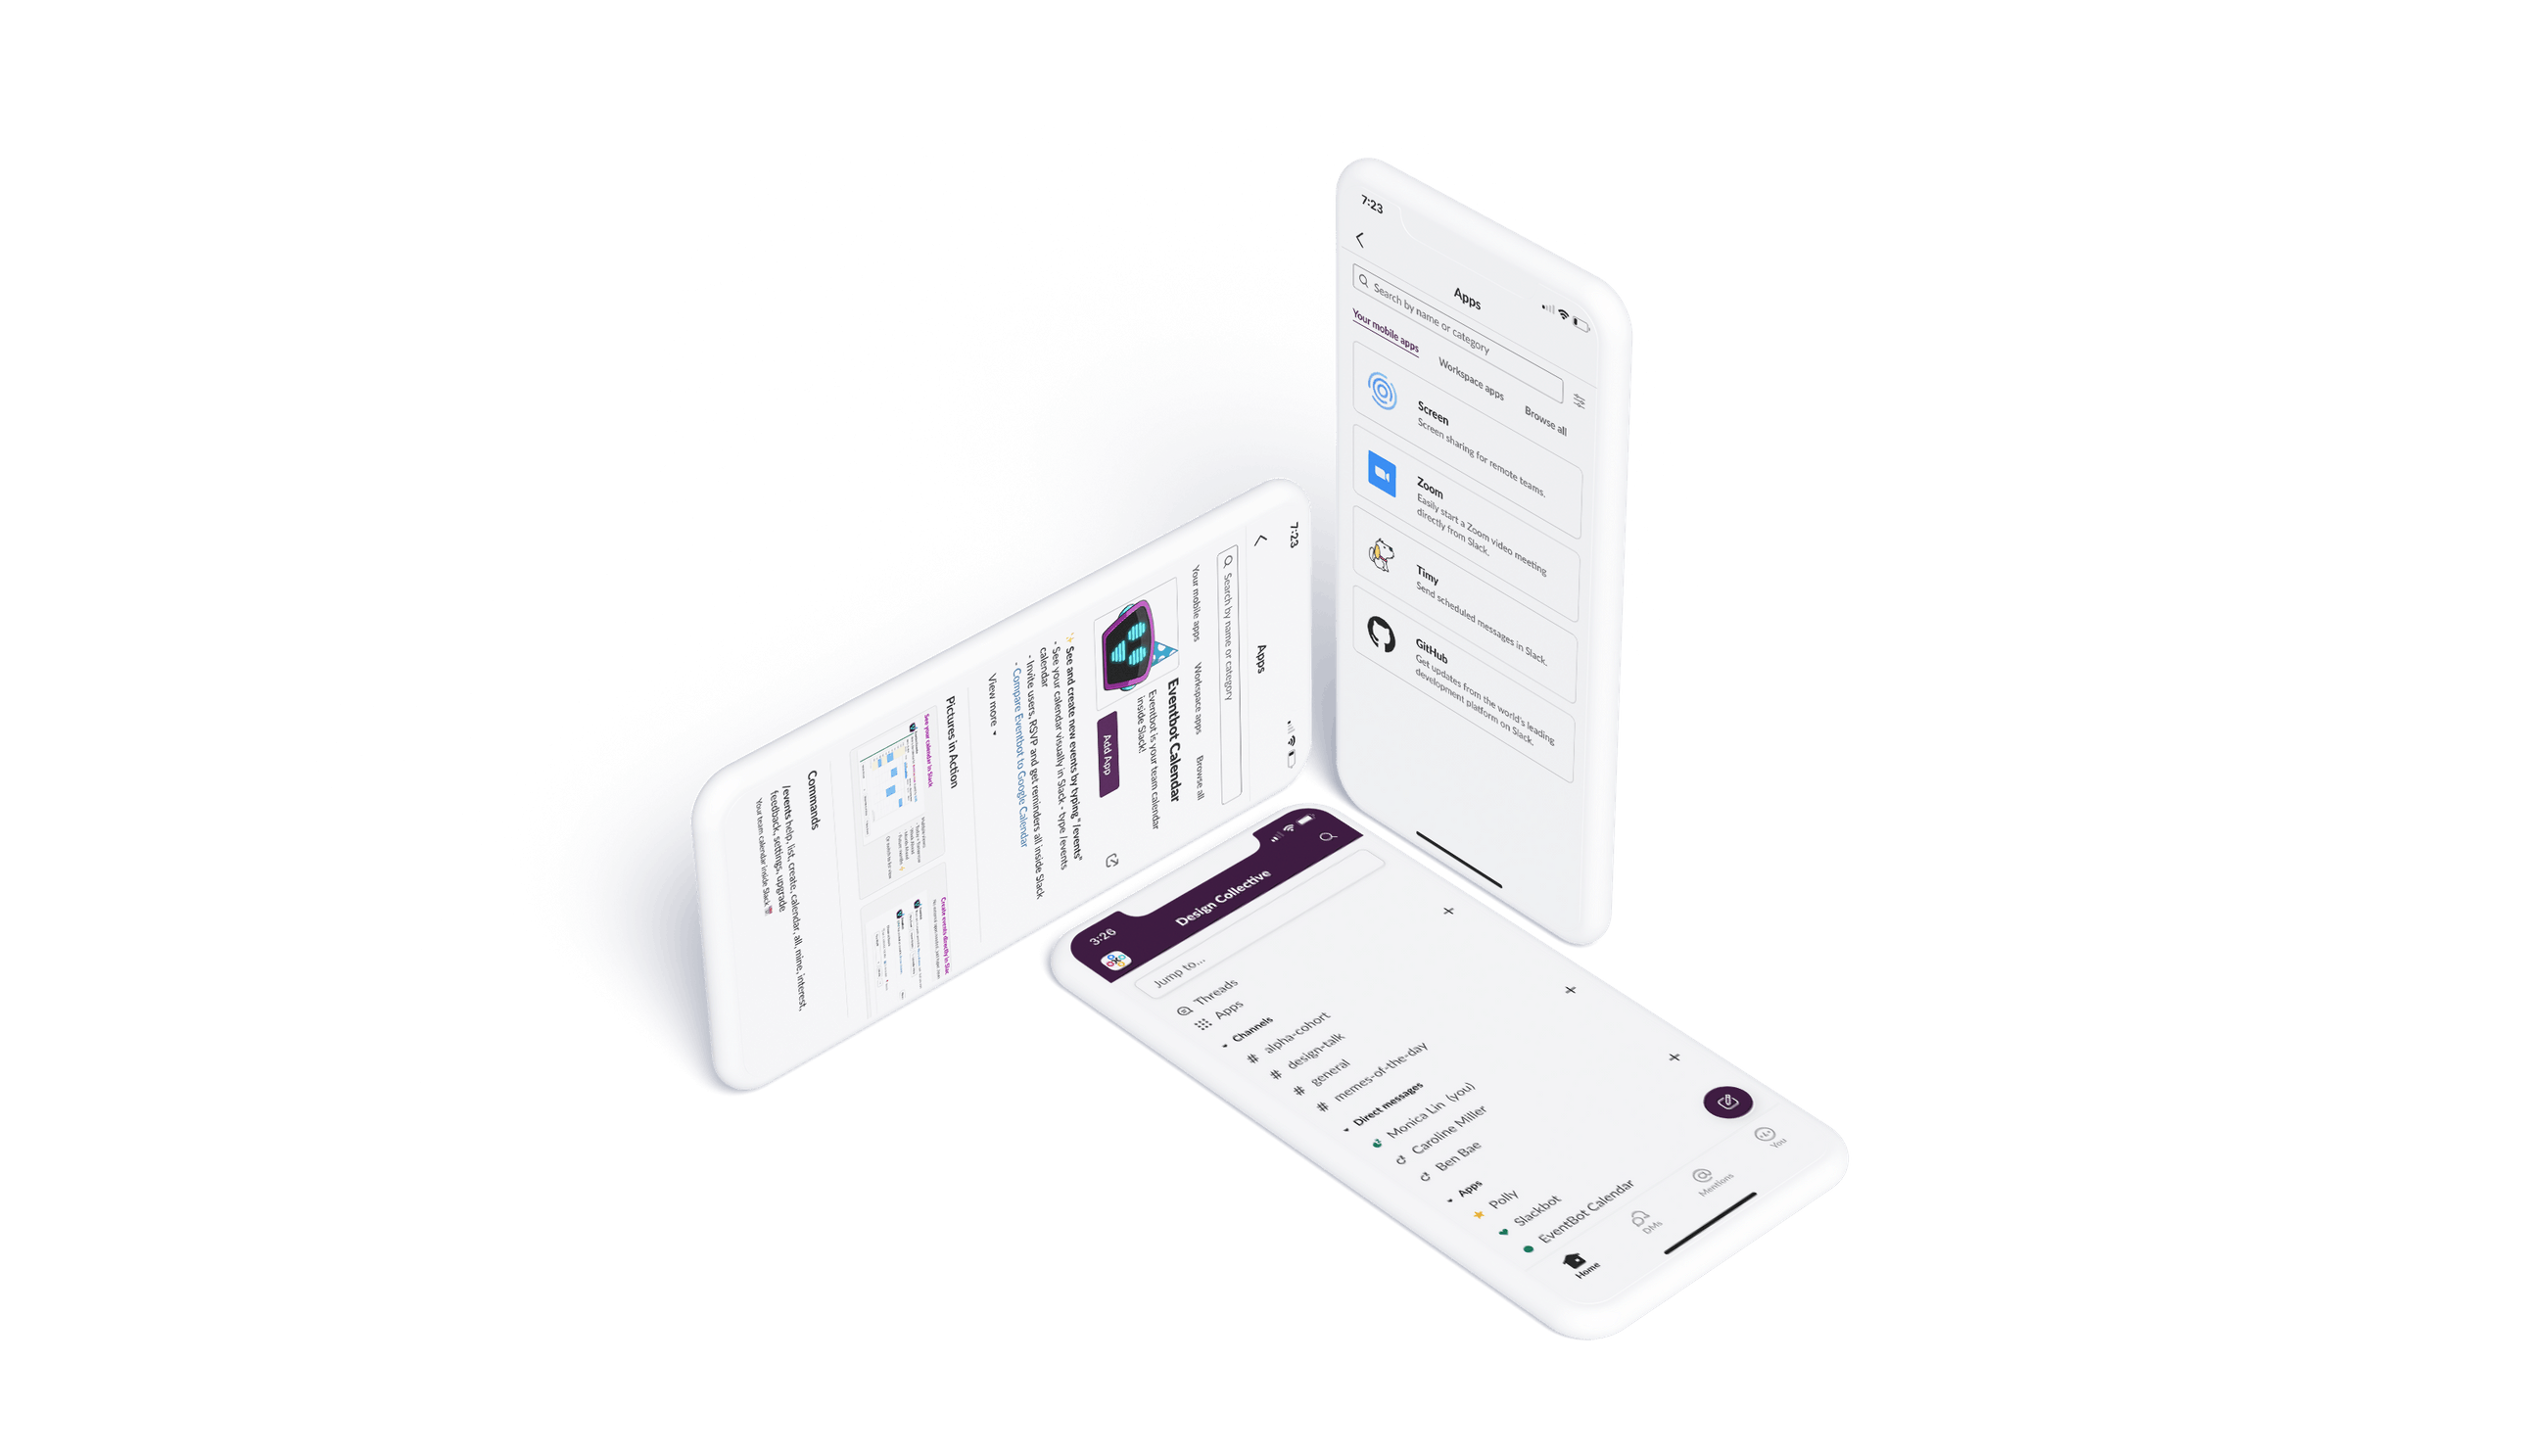 7:23
Apps
Search by name or category
Your mobile apps
Workspace apps
Browse all
Screen
Screen sharing for remote teams.
Zoom
Easily start a Zoom video meeting
directly from Slack.
Timy
Send scheduled messages in Slack.
GitHub
Get updates from the world's leading
development platform on Slack.
7:23
Apps
Search by name or category
Your mobile apps
Workspace apps
Browse all
Eventbot Calendar
Eventbot is your team calendar
inside Slack!
Add App
✨ See and create new events by typing "/events"
- See your calendar visually in Slack - type /events
calendar
- Invite users, RSVP and get reminders all inside Slack
- Compare Eventbot to Google Calendar
View more
Pictures in Action
See your calendar in Slack
Create events directly in Slac
Commands
/events help, list, create, calendar, all, mine, interest,
feedback, settings, upgrade
Your team calendar inside Slack
3:26
Design Collective
Jump to...
Threads
Apps
Channels
# alpha-cohort
# design-talk
# general
# memes-of-the-day
Direct messages
Monica Lin (you)
Caroline Miller
Ben Bae
Apps
Polly
Slackbot
EventBot Calendar
Home
DMs
Mentions
You